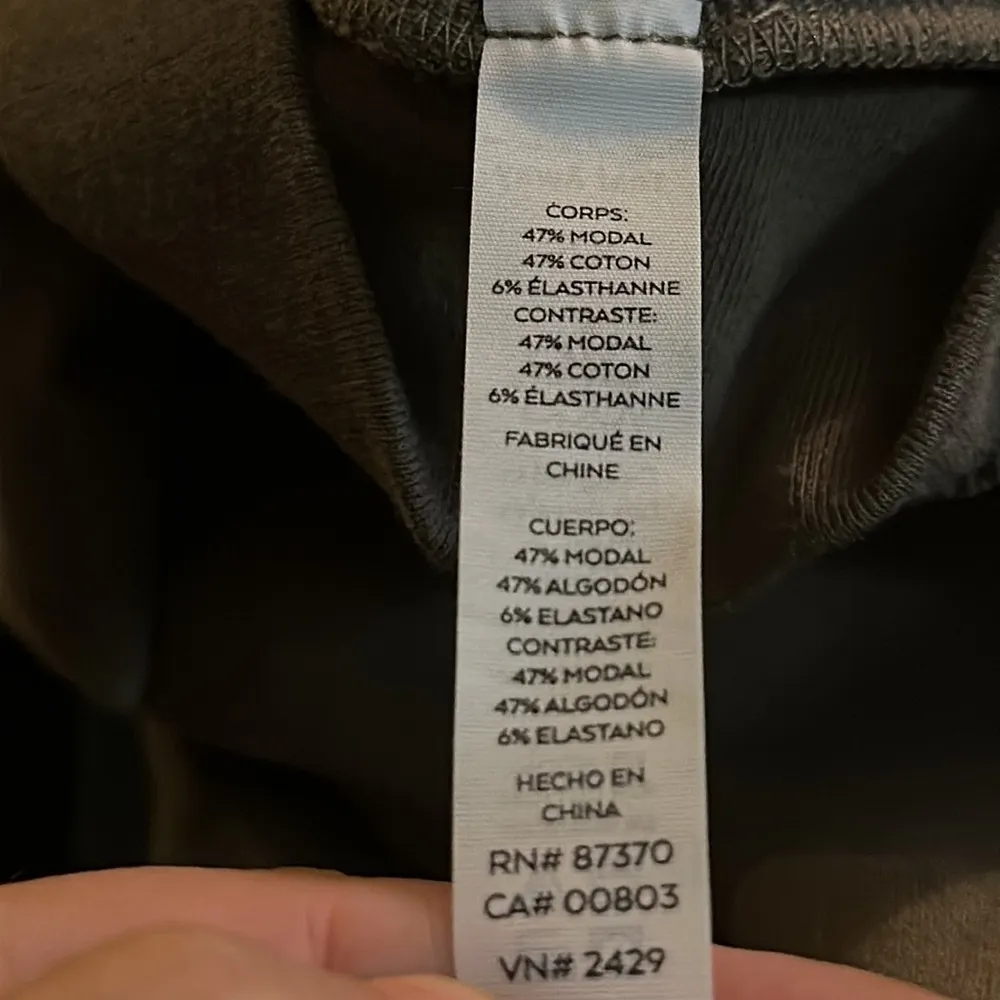 CORPS:
47% MODAL
47% COTON
6% ÉLASTHANNE
CONTRASTE:
47% MODAL
47% COTON
6% ÉLASTHANNE
FABRIQUÉ EN
CHINE
CUERPO:
47% MODAL
47% ALGODÓN
6% ELASTANO
CONTRASTE:
47% MODAL
47% ALGODÓN
6% ELASTANO
HECHO EN
CHINA
RN# 87370
CA# 00803
VN# 2429